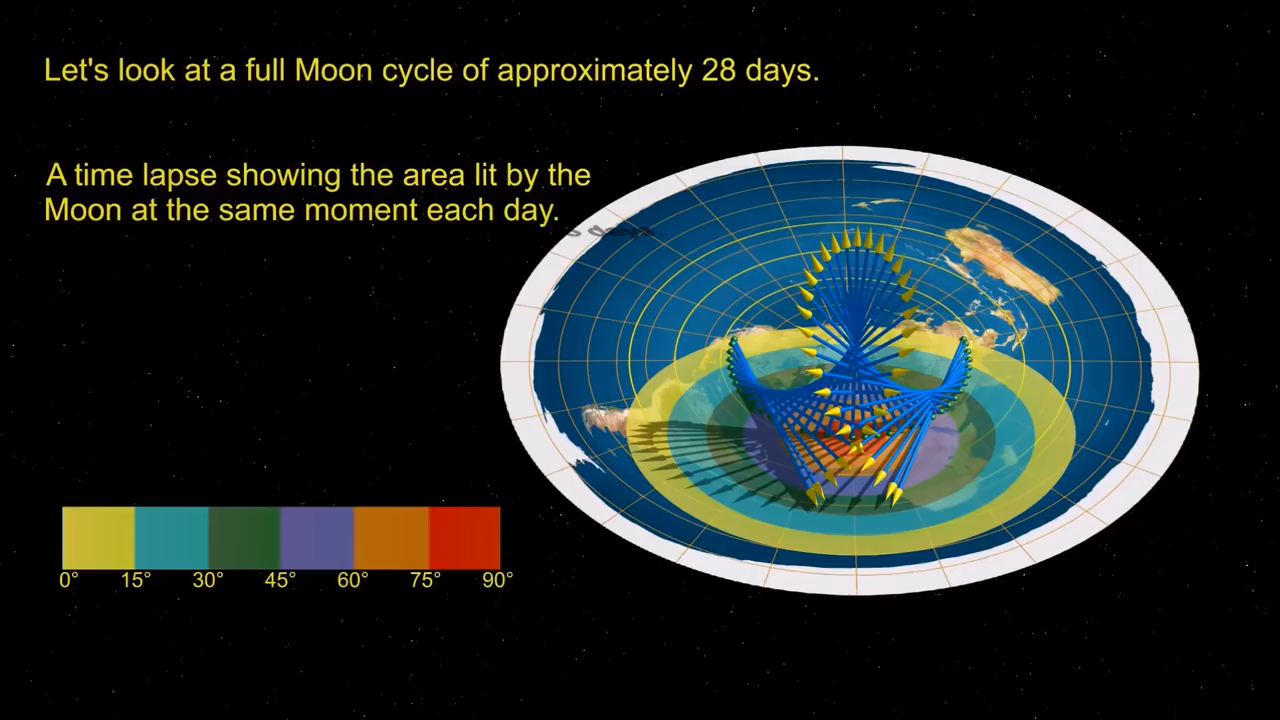 Let's look at a full Moon cycle of approximately 28 days.
A time lapse showing the area lit by the
Moon at the same moment each day.
0° 15° 30° 45° 60° 75° 90°